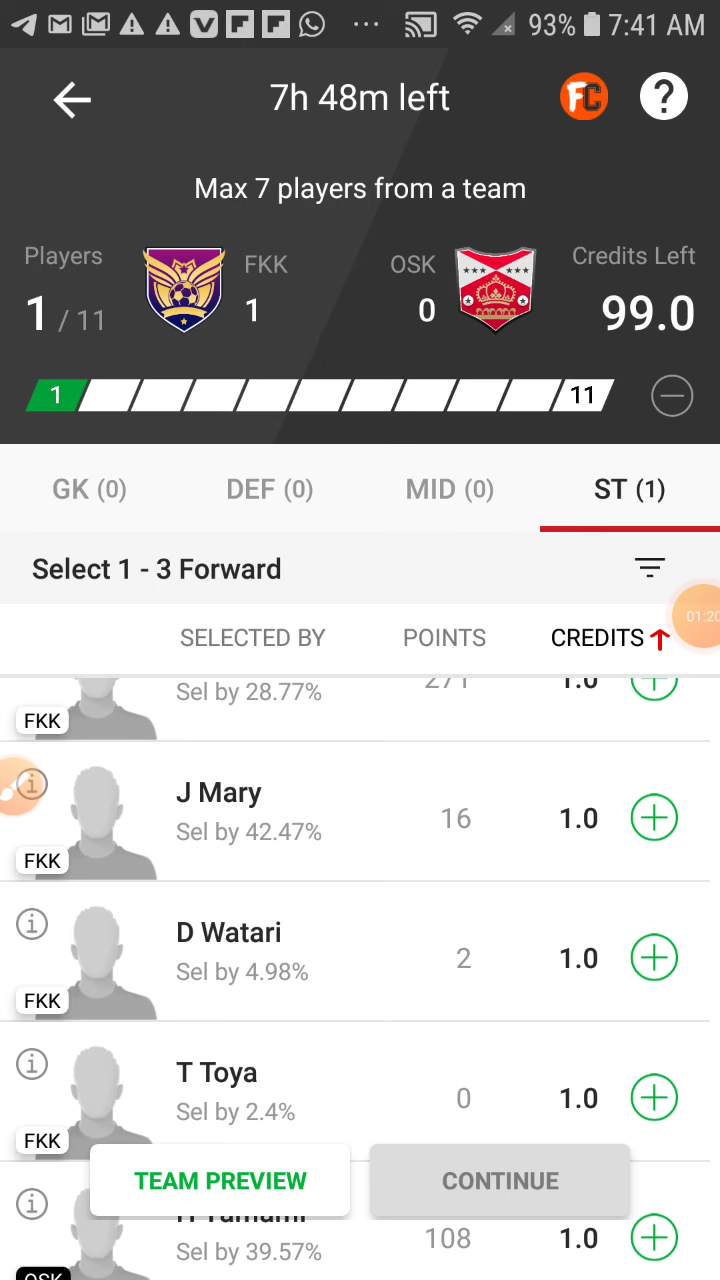 93% 7:41 AM
7h 48m left
FC
?
Max 7 players from a team
Players
FKK
OSK
Credits Left
1 / 11
1
0
99.0
1
11
GK (0)
DEF (0)
MID (0)
ST (1)
Select 1 - 3 Forward
01:20
SELECTED BY
POINTS
CREDITS
Sel by 28.77%
271
1.0
FKK
J Mary
Sel by 42.47%
16
1.0
FKK
D Watari
Sel by 4.98%
2
1.0
FKK
T Toya
Sel by 2.4%
0
1.0
FKK
TEAM PREVIEW
CONTINUE
Sel by 39.57%
108
1.0
OSK